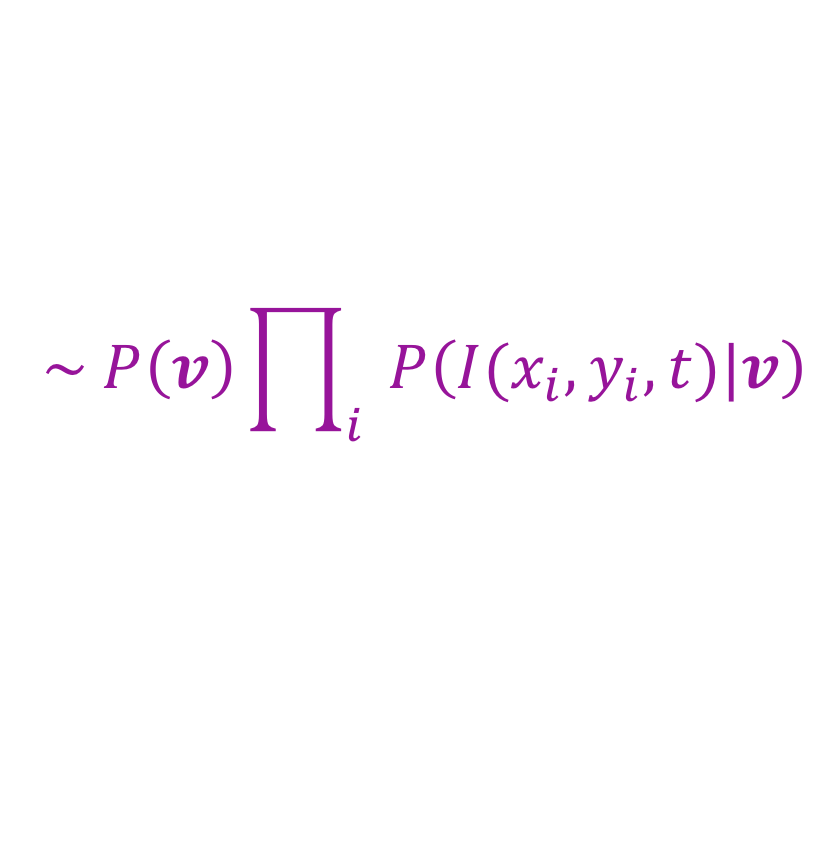 ~ P(𝒗) ∏ᵢ P(I(xᵢ, yᵢ, t)|𝒗)